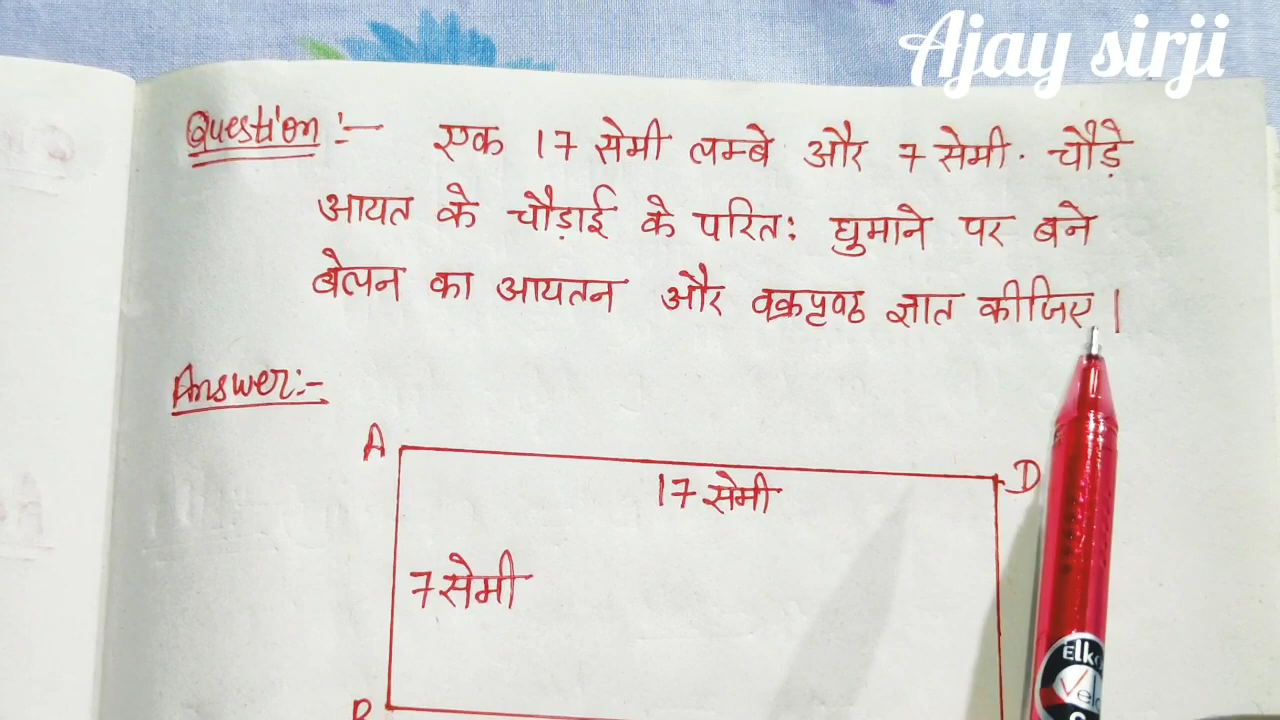 Ajay sirji
Question :- एक 17 सेमी लम्बे और 7 सेमी. चौड़े
आयत के चौड़ाई के परित: घुमाने पर बने
बेलन का आयतन और वक्रपृष्ठ ज्ञात कीजिए।
Answer:-
A
17 सेमी
D
7 सेमी
B